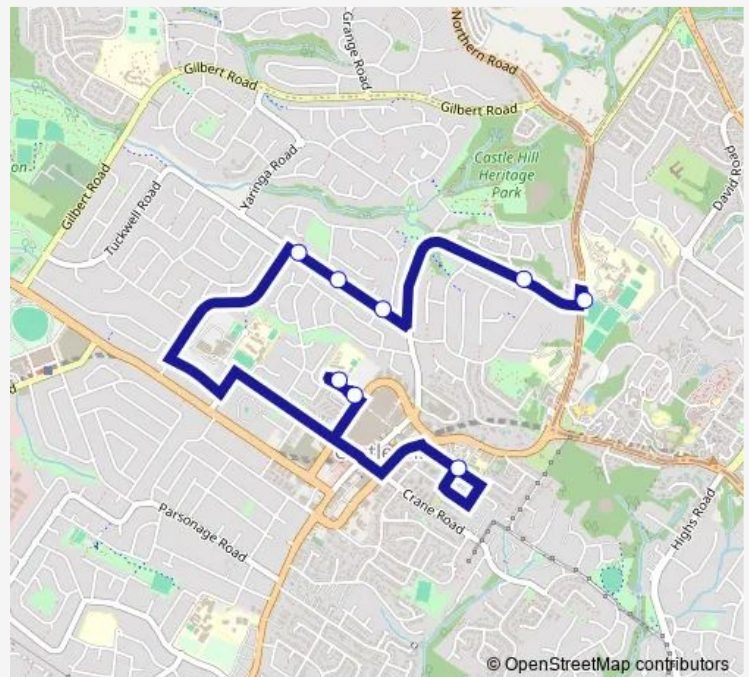 Grange Road
Northern Road
Gilbert Road
Gilbert Road
Castle Hill
Heritage
Park
David Road
Yaringa Road
Gilbert Road
Tuckwell Road
Crane Road
Parsonage Road
Highs Road
© OpenStreetMap contributors